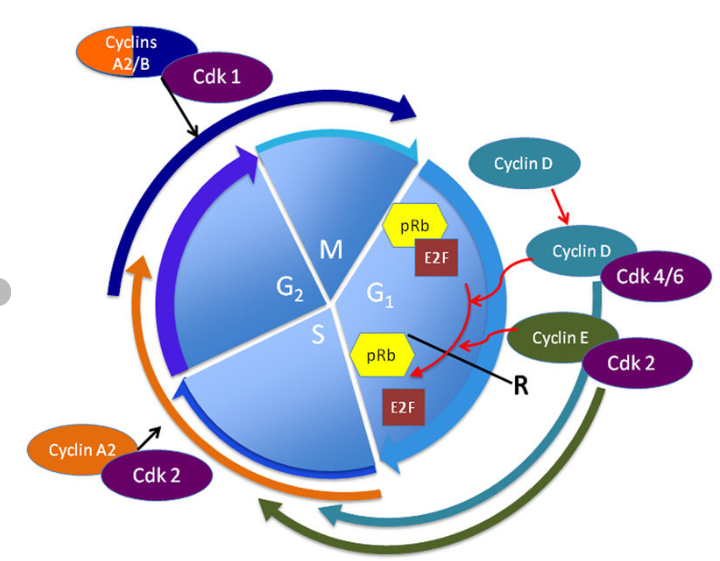 Cyclins
A2/B
Cdk 1
Cyclin D
pRb
E2F
Cyclin D
Cdk 4/6
M
G₂
G₁
S
Cyclin E
pRb
Cdk 2
R
E2F
Cyclin A2
Cdk 2